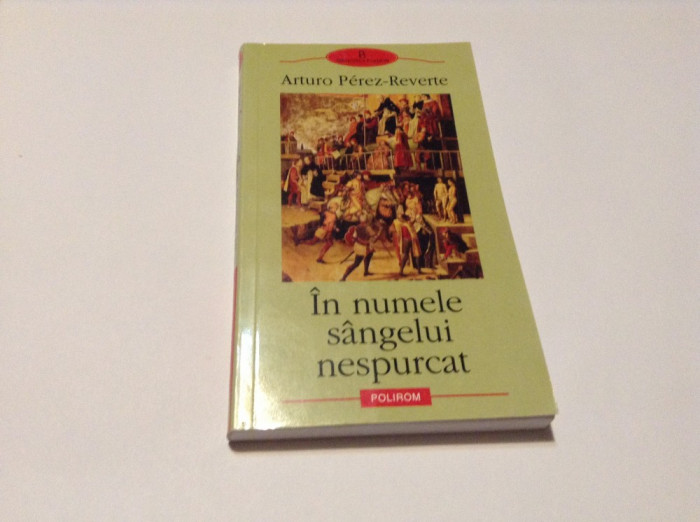 Arturo Pérez-Reverte
În numele
sângelui
nespurcat
POLIROM